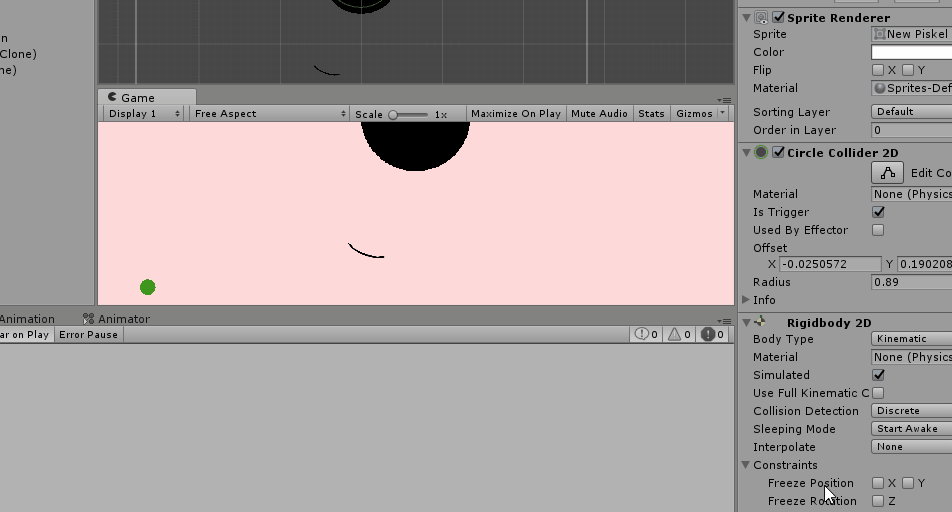 n
Clone)
ne)
Game
Display 1 Free Aspect Scale 1x Maximize On Play Mute Audio Stats Gizmos
Animation Animator
ar on Play Error Pause 0 0 0
Sprite Renderer
Sprite New Piskel
Color
Flip X Y
Material Sprites-Def
Sorting Layer Default
Order in Layer 0
Circle Collider 2D
Edit Co
Material None (Physics
Is Trigger
Used By Effector
Offset
X -0.0250572 Y 0.190208
Radius 0.89
Info
Rigidbody 2D
Body Type Kinematic
Material None (Physics
Simulated
Use Full Kinematic C
Collision Detection Discrete
Sleeping Mode Start Awake
Interpolate None
Constraints
Freeze Position X Y
Freeze Rotation Z